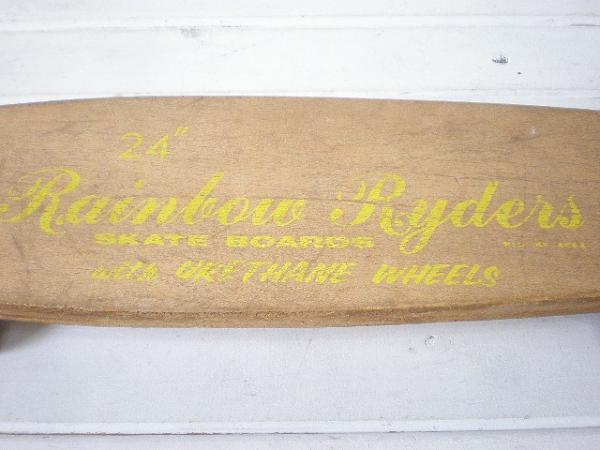 24"
Rainbow Ryders
SKATE BOARDS
with URETHANE WHEELS